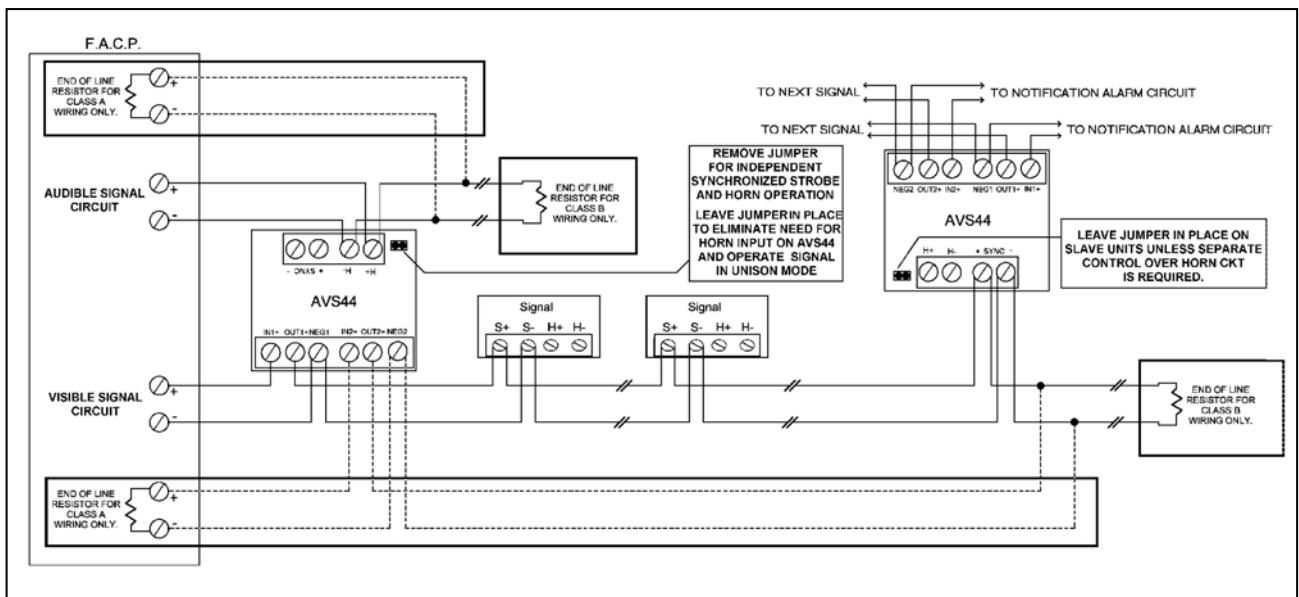 F.A.C.P.
END OF LINE
RESISTOR FOR
CLASS A
WIRING ONLY.
+
-
AUDIBLE SIGNAL
CIRCUIT
+
-
END OF LINE
RESISTOR FOR
CLASS B
WIRING ONLY.
- SYNC + H- H+
AVS44
IN1+ OUT1+ NEG1 IN2+ OUT2+ NEG2
REMOVE JUMPER
FOR INDEPENDENT
SYNCHRONIZED STROBE
AND HORN OPERATION
LEAVE JUMPER IN PLACE
TO ELIMINATE NEED FOR
HORN INPUT ON AVS44
AND OPERATE SIGNAL
IN UNISON MODE
TO NEXT SIGNAL
TO NOTIFICATION ALARM CIRCUIT
TO NEXT SIGNAL
TO NOTIFICATION ALARM CIRCUIT
NEG2 OUT2+ IN2+ NEG1 OUT1+ IN1+
AVS44
H+ H- + SYNC -
LEAVE JUMPER IN PLACE ON
SLAVE UNITS UNLESS SEPARATE
CONTROL OVER HORN CKT
IS REQUIRED.
Signal
S+ S- H+ H-
Signal
S+ S- H+ H-
VISIBLE SIGNAL
CIRCUIT
+
-
END OF LINE
RESISTOR FOR
CLASS B
WIRING ONLY.
END OF LINE
RESISTOR FOR
CLASS A
WIRING ONLY.
+
-